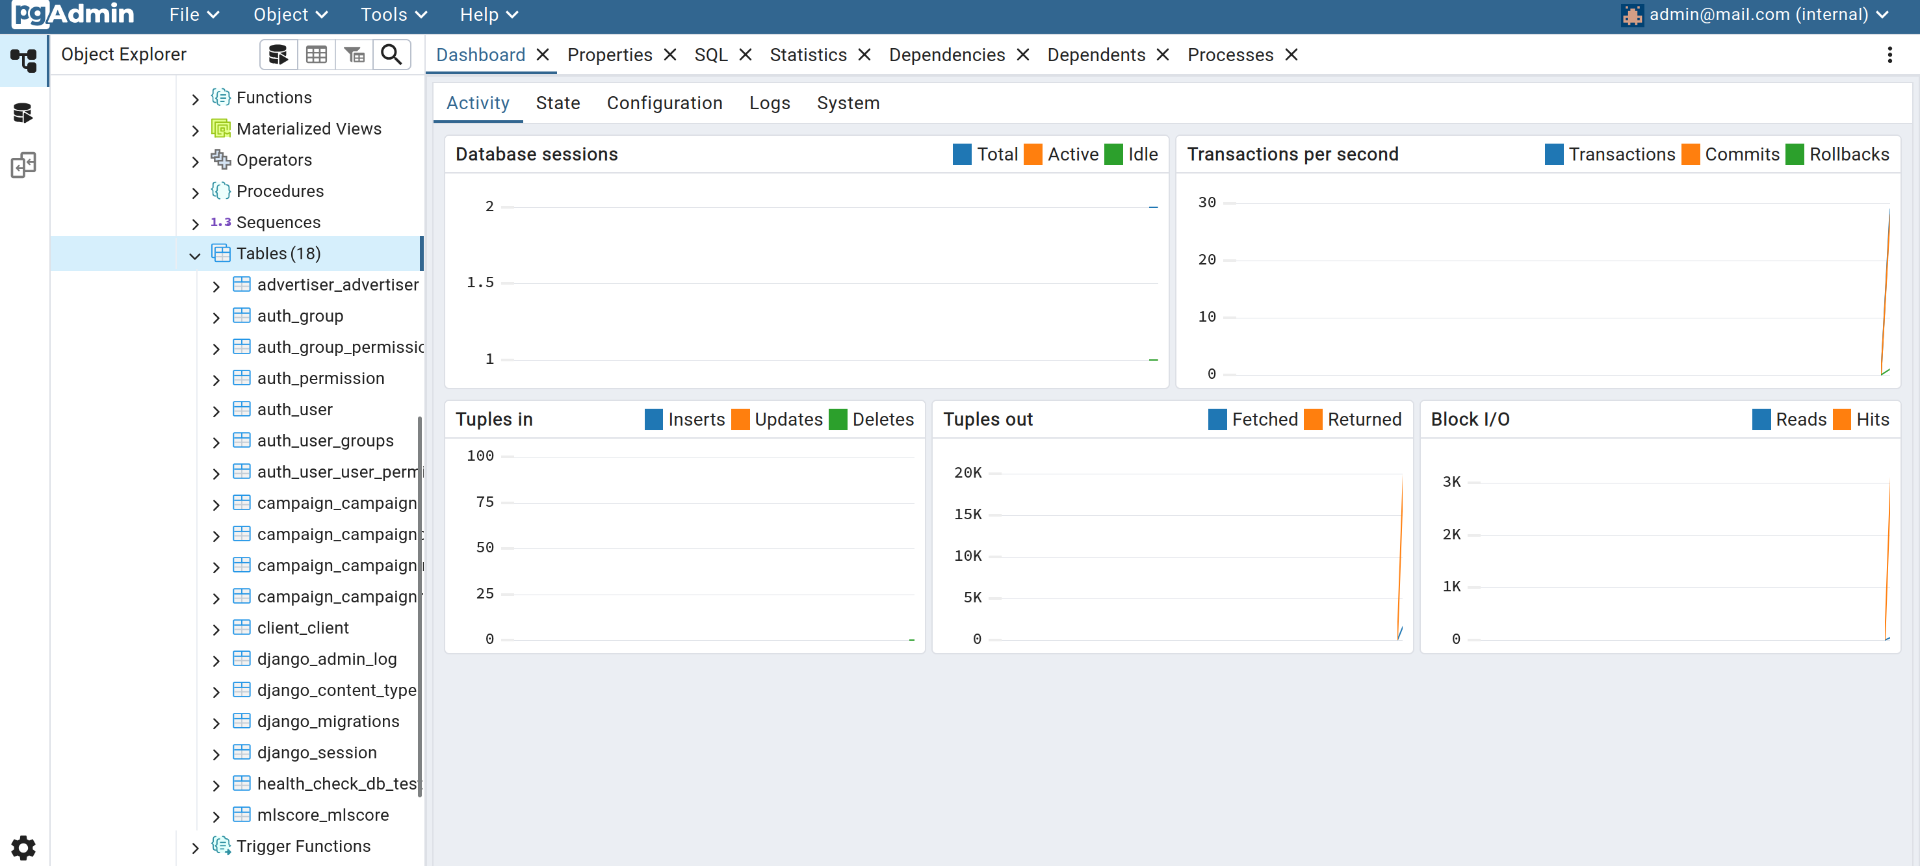 pgAdmin File Object Tools Help admin@mail.com (internal)
Object Explorer
Functions
Materialized Views
Operators
Procedures
1.3 Sequences
Tables (18)
advertiser_advertiser
auth_group
auth_group_permissio
auth_permission
auth_user
auth_user_groups
auth_user_user_perm
campaign_campaign
campaign_campaign
campaign_campaign
campaign_campaign
client_client
django_admin_log
django_content_type
django_migrations
django_session
health_check_db_tes
mlscore_mlscore
Trigger Functions
Dashboard Properties SQL Statistics Dependencies Dependents Processes
Activity State Configuration Logs System
Database sessions Total Active Idle
2
1.5
1
Transactions per second Transactions Commits Rollbacks
30
20
10
0
Tuples in Inserts Updates Deletes
100
75
50
25
0
Tuples out Fetched Returned
20K
15K
10K
5K
0
Block I/O Reads Hits
3K
2K
1K
0